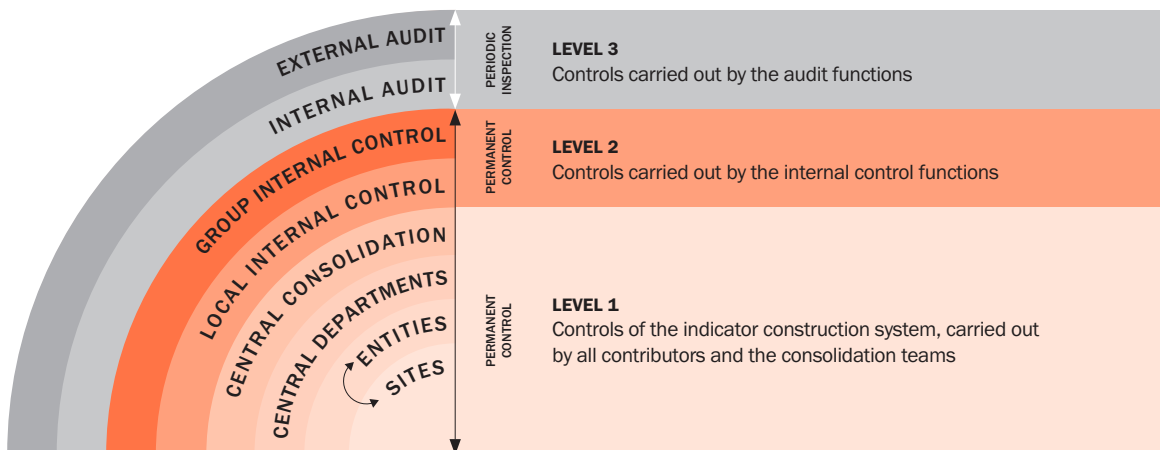 EXTERNAL AUDIT
INTERNAL AUDIT
GROUP INTERNAL CONTROL
LOCAL INTERNAL CONTROL
CENTRAL CONSOLIDATION
CENTRAL DEPARTMENTS
ENTITIES
SITES
PERIODIC
INSPECTION
LEVEL 3
Controls carried out by the audit functions
PERMANENT
CONTROL
LEVEL 2
Controls carried out by the internal control functions
PERMANENT
CONTROL
LEVEL 1
Controls of the indicator construction system, carried out
by all contributors and the consolidation teams